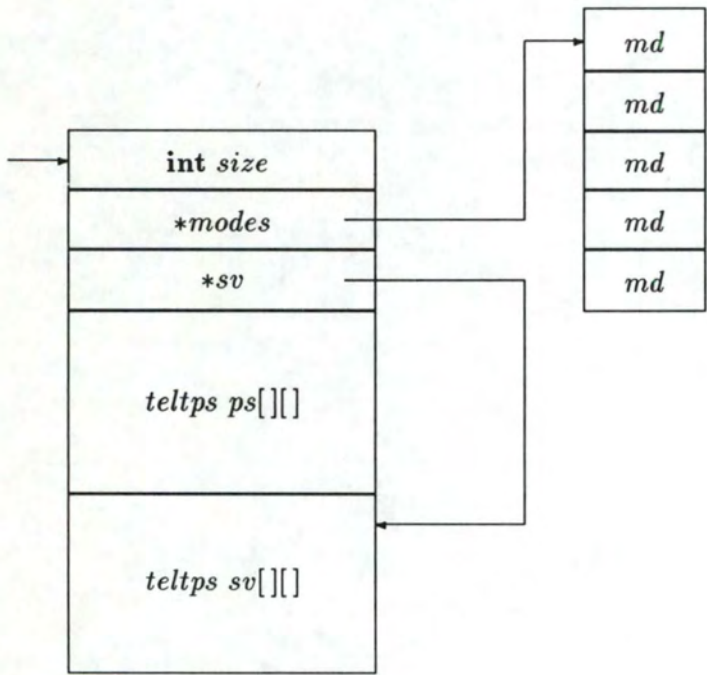 int size
*modes
*sv
teltps ps[][]
teltps sv[][]
md
md
md
md
md